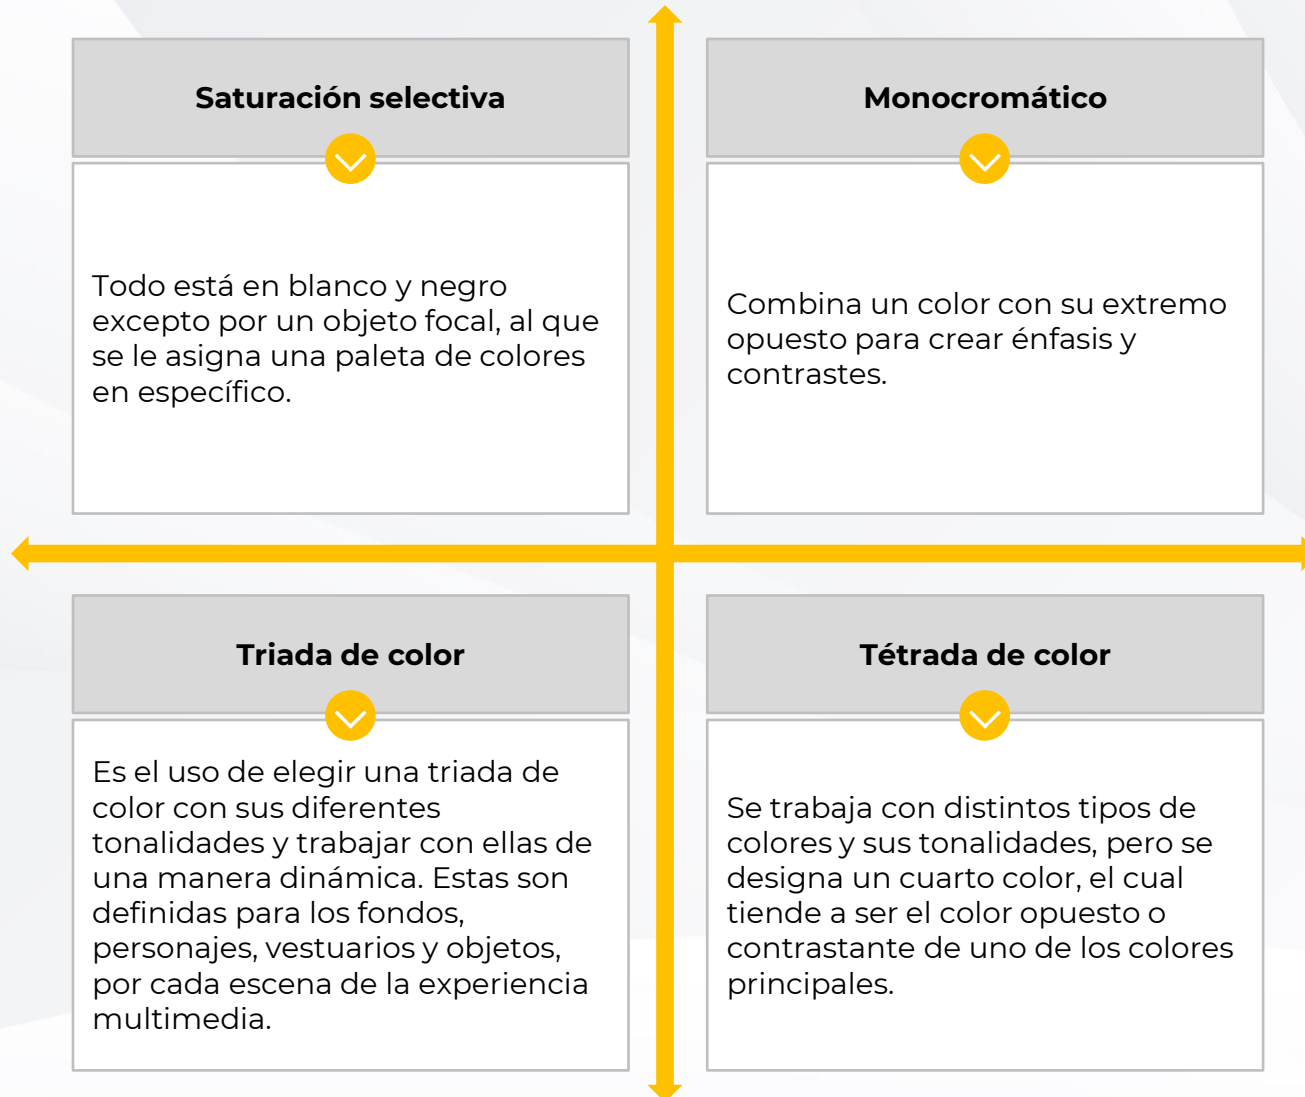 Saturación selectiva
Todo está en blanco y negro
excepto por un objeto focal, al que
se le asigna una paleta de colores
en específico.
Monocromático
Combina un color con su extremo
opuesto para crear énfasis y
contrastes.
Triada de color
Es el uso de elegir una triada de
color con sus diferentes
tonalidades y trabajar con ellas de
una manera dinámica. Estas son
definidas para los fondos,
personajes, vestuarios y objetos,
por cada escena de la experiencia
multimedia.
Tétrada de color
Se trabaja con distintos tipos de
colores y sus tonalidades, pero se
designa un cuarto color, el cual
tiende a ser el color opuesto o
contrastante de uno de los colores
principales.